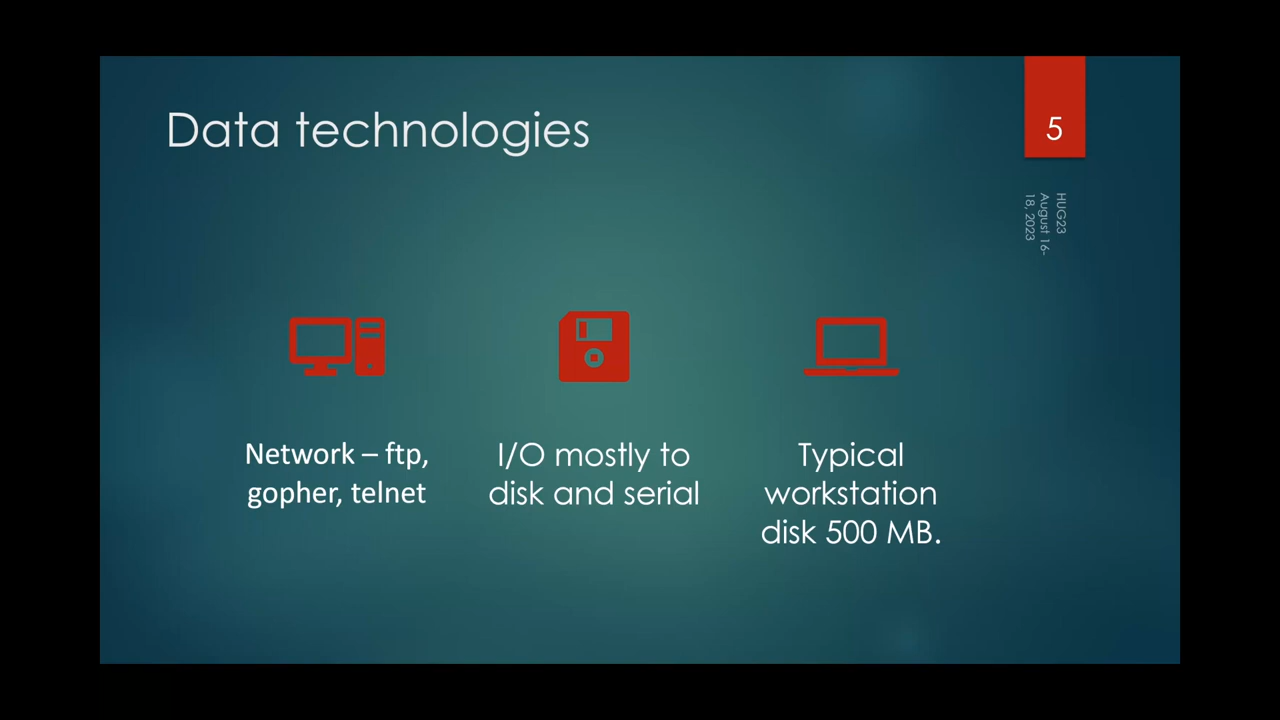 Data technologies
5
HUG23
August 16-
18, 2023
Network – ftp,
gopher, telnet
I/O mostly to
disk and serial
Typical
workstation
disk 500 MB.